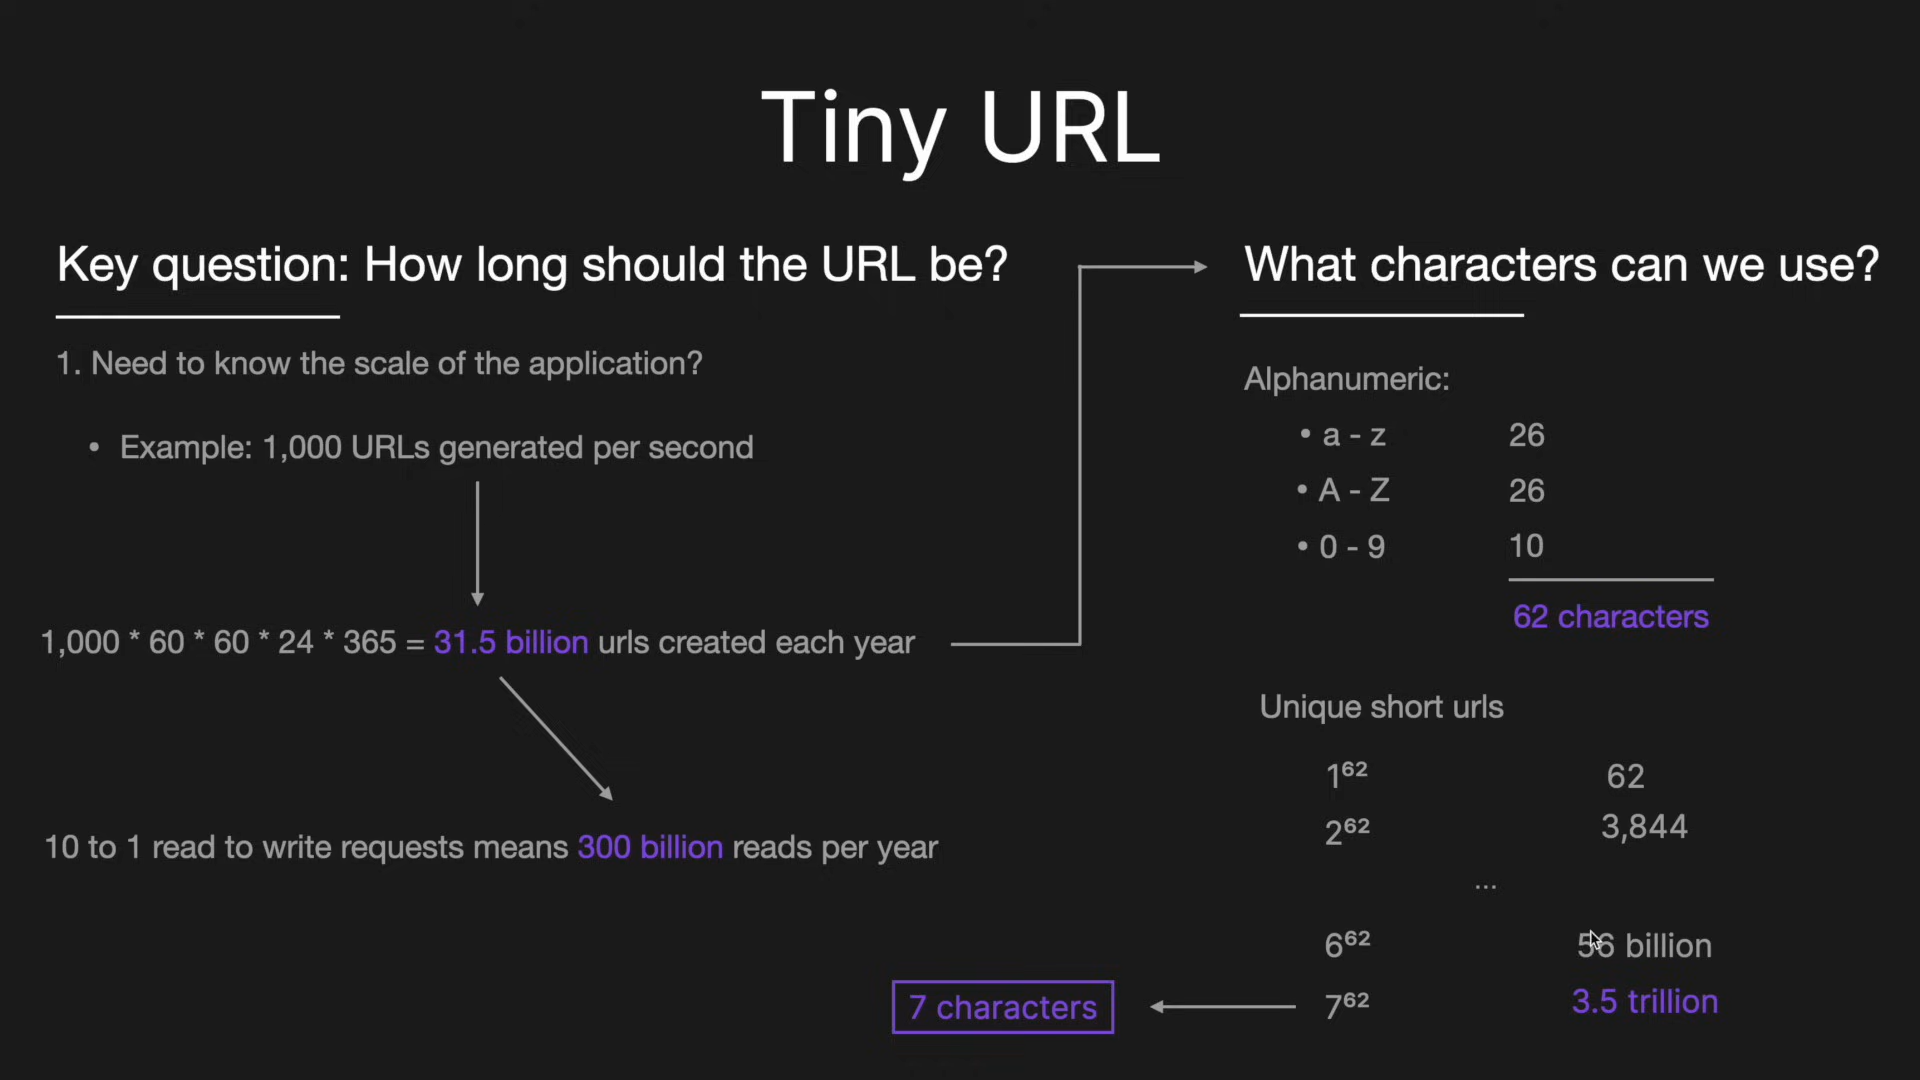 Tiny URL
Key question: How long should the URL be?
1. Need to know the scale of the application?
• Example: 1,000 URLs generated per second
1,000 * 60 * 60 * 24 * 365 = 31.5 billion urls created each year
10 to 1 read to write requests means 300 billion reads per year
What characters can we use?
Alphanumeric:
• a - z 26
• A - Z 26
• 0 - 9 10
62 characters
Unique short urls
1⁶² 62
2⁶² 3,844
...
6⁶² 56 billion
7⁶² 3.5 trillion
7 characters